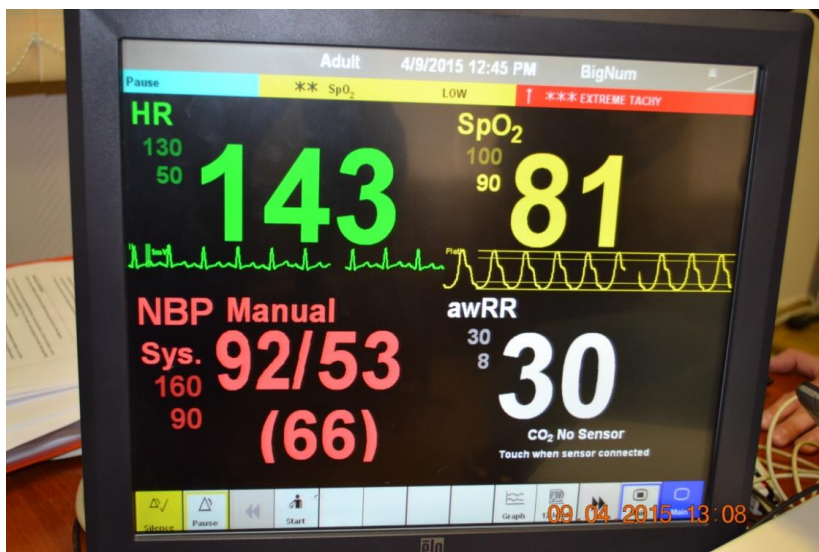 Adult 4/9/2015 12:45 PM BigNum
Pause ** SpO₂ LOW ↑ *** EXTREME TACHY
HR
130
50
143
1mV
SpO₂
100
90
81
Pleth
NBP Manual
Sys.
160
90
92/53
(66)
awRR
30
8
30
CO₂ No Sensor
Touch when sensor connected
Silence Pause Start Graph Main
09 04 2015 13:08
elo